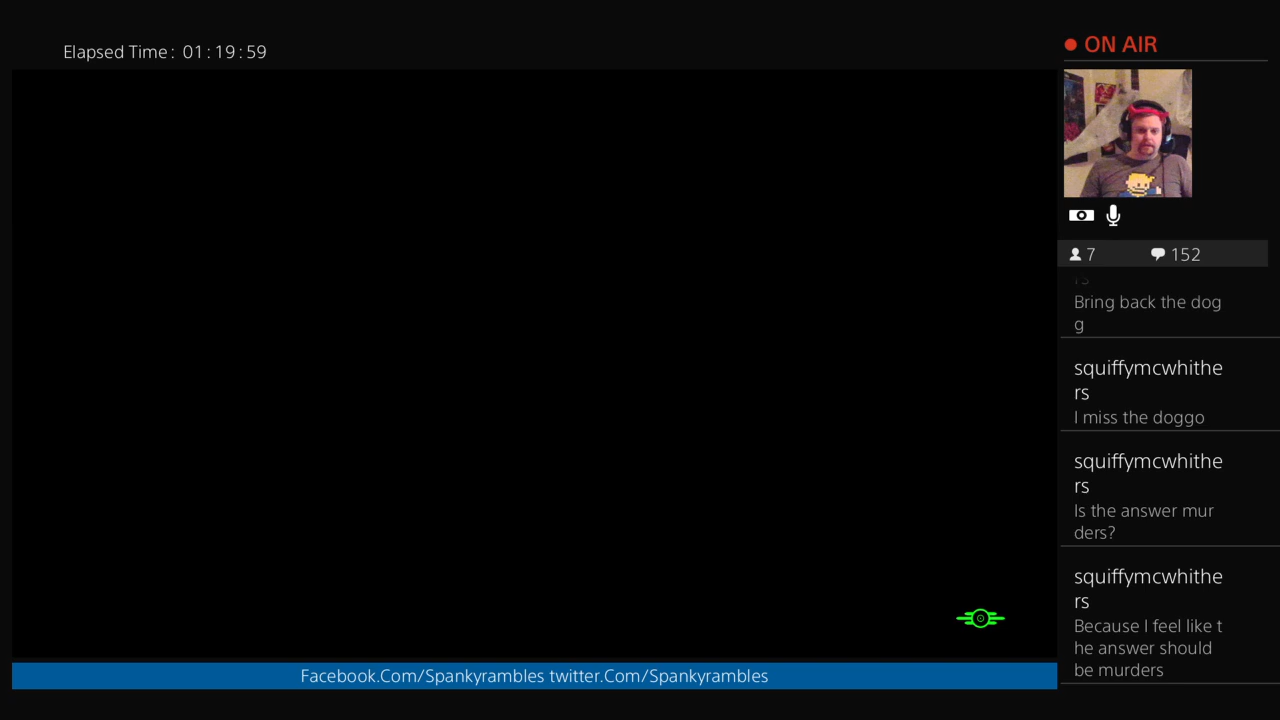 Elapsed Time: 01:19:59
ON AIR
7 152
rs
Bring back the dog
g
squiffymcwhithe
rs
I miss the doggo
squiffymcwhithe
rs
Is the answer mur
ders?
squiffymcwhithe
rs
Because I feel like t
he answer should
be murders
Facebook.Com/Spankyrambles twitter.Com/Spankyrambles